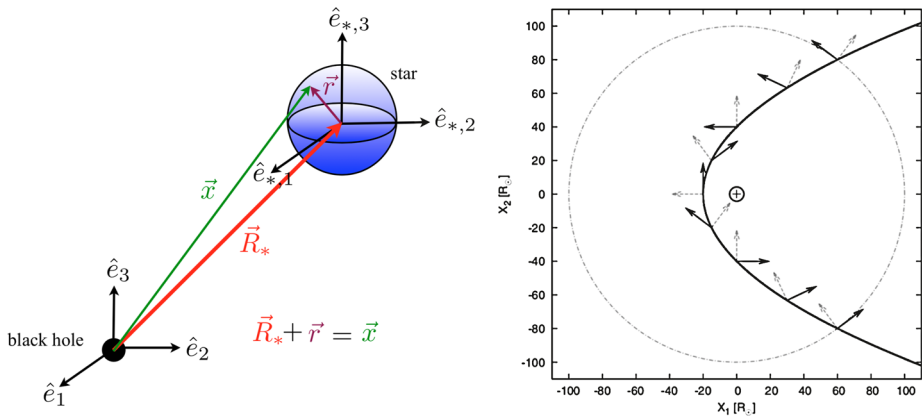 ê*,3
star
r⃗
ê*,2
ê*,1
x⃗
R⃗*
ê3
black hole
ê2
R⃗* + r⃗ = x⃗
ê1
X2 [R☉]
100
80
60
40
20
0
-20
-40
-60
-80
-100
-100 -80 -60 -40 -20 0 20 40 60 80 100
X1 [R☉]